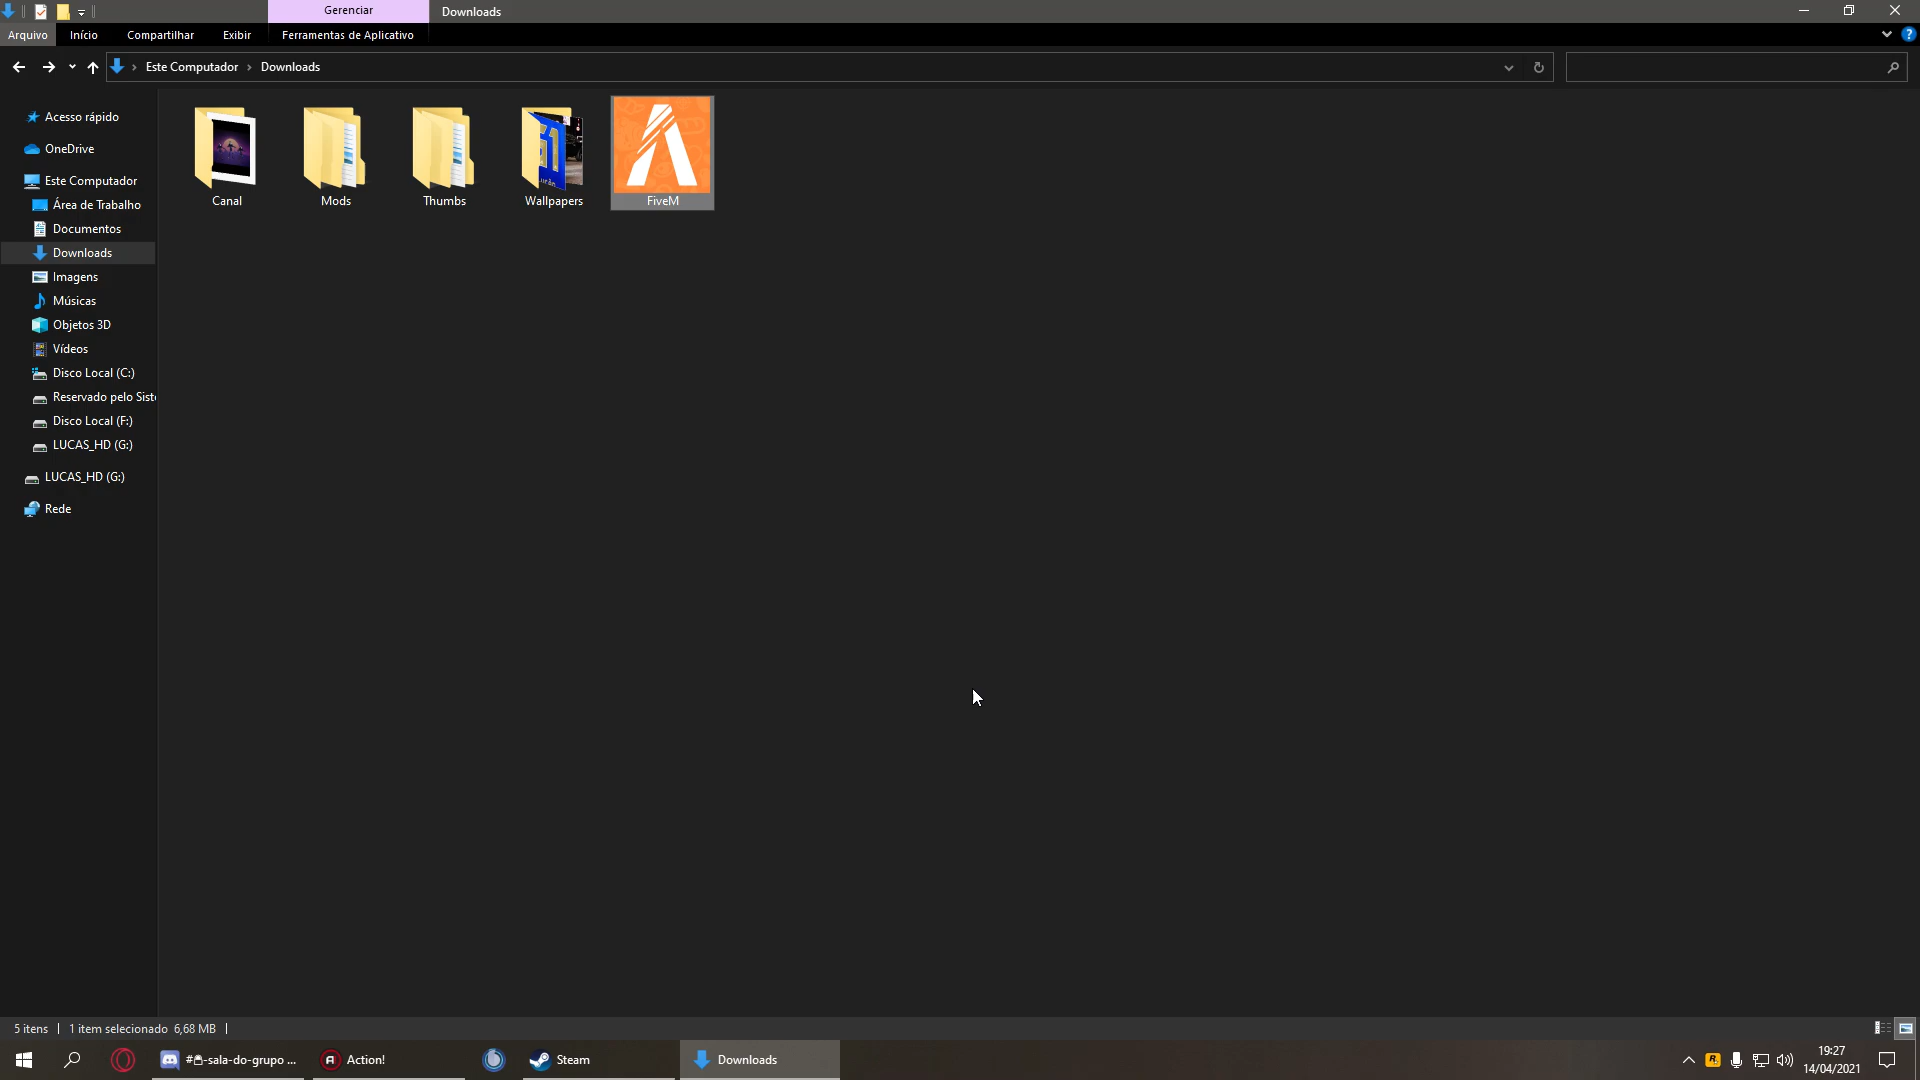 Gerenciar
Downloads
Arquivo
Início
Compartilhar
Exibir
Ferramentas de Aplicativo
Este Computador
Downloads
Acesso rápido
OneDrive
Este Computador
Área de Trabalho
Documentos
Downloads
Imagens
Músicas
Objetos 3D
Vídeos
Disco Local (C:)
Reservado pelo Siste
Disco Local (F:)
LUCAS_HD (G:)
LUCAS_HD (G:)
Rede
Canal
Mods
Thumbs
Wallpapers
FiveM
5 itens
1 item selecionado 6,68 MB
#🔒-sala-do-grupo ...
Action!
Steam
Downloads
19:27
14/04/2021